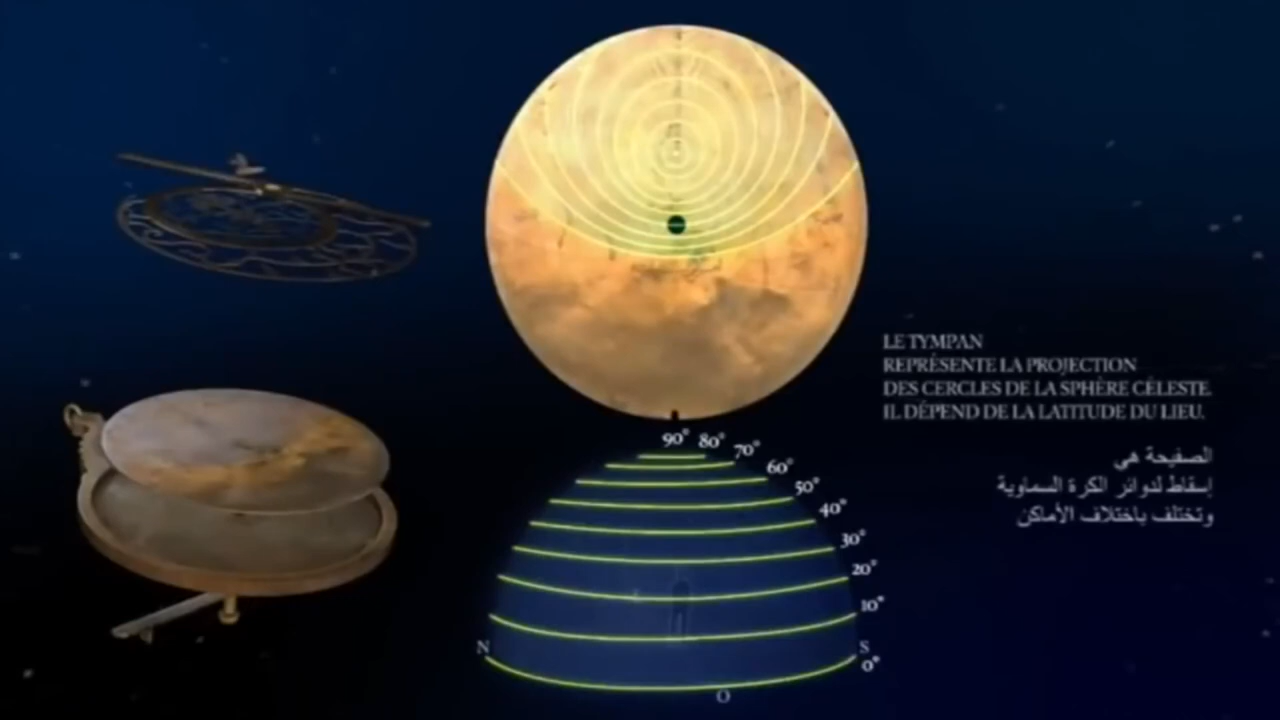 90° 80° 70°
60°
50°
40°
30°
20°
10°
N S
0°
O
LE TYMPAN
REPRÉSENTE LA PROJECTION
DES CERCLES DE LA SPHÈRE CÉLESTE.
IL DÉPEND DE LA LATITUDE DU LIEU.
الصفيحة هي
إسقاط لدوائر الكرة السماوية
وتختلف باختلاف الأماكن